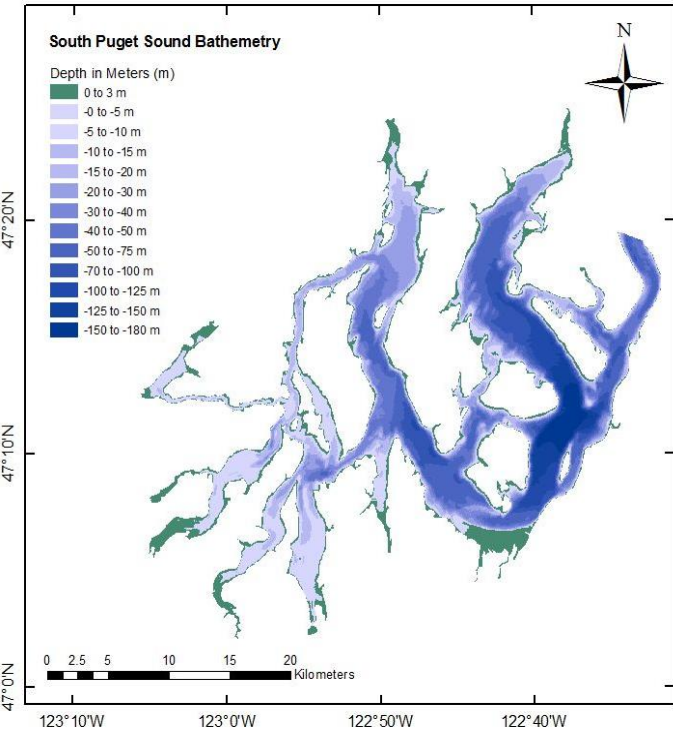 South Puget Sound Bathemetry
N
Depth in Meters (m)
0 to 3 m
-0 to -5 m
-5 to -10 m
-10 to -15 m
-15 to -20 m
-20 to -30 m
-30 to -40 m
-40 to -50 m
-50 to -75 m
-70 to -100 m
-100 to -125 m
-125 to -150 m
-150 to -180 m
47°20'N
47°10'N
47°0'N
0 2.5 5 10 15 20
Kilometers
123°10'W 123°0'W 122°50'W 122°40'W